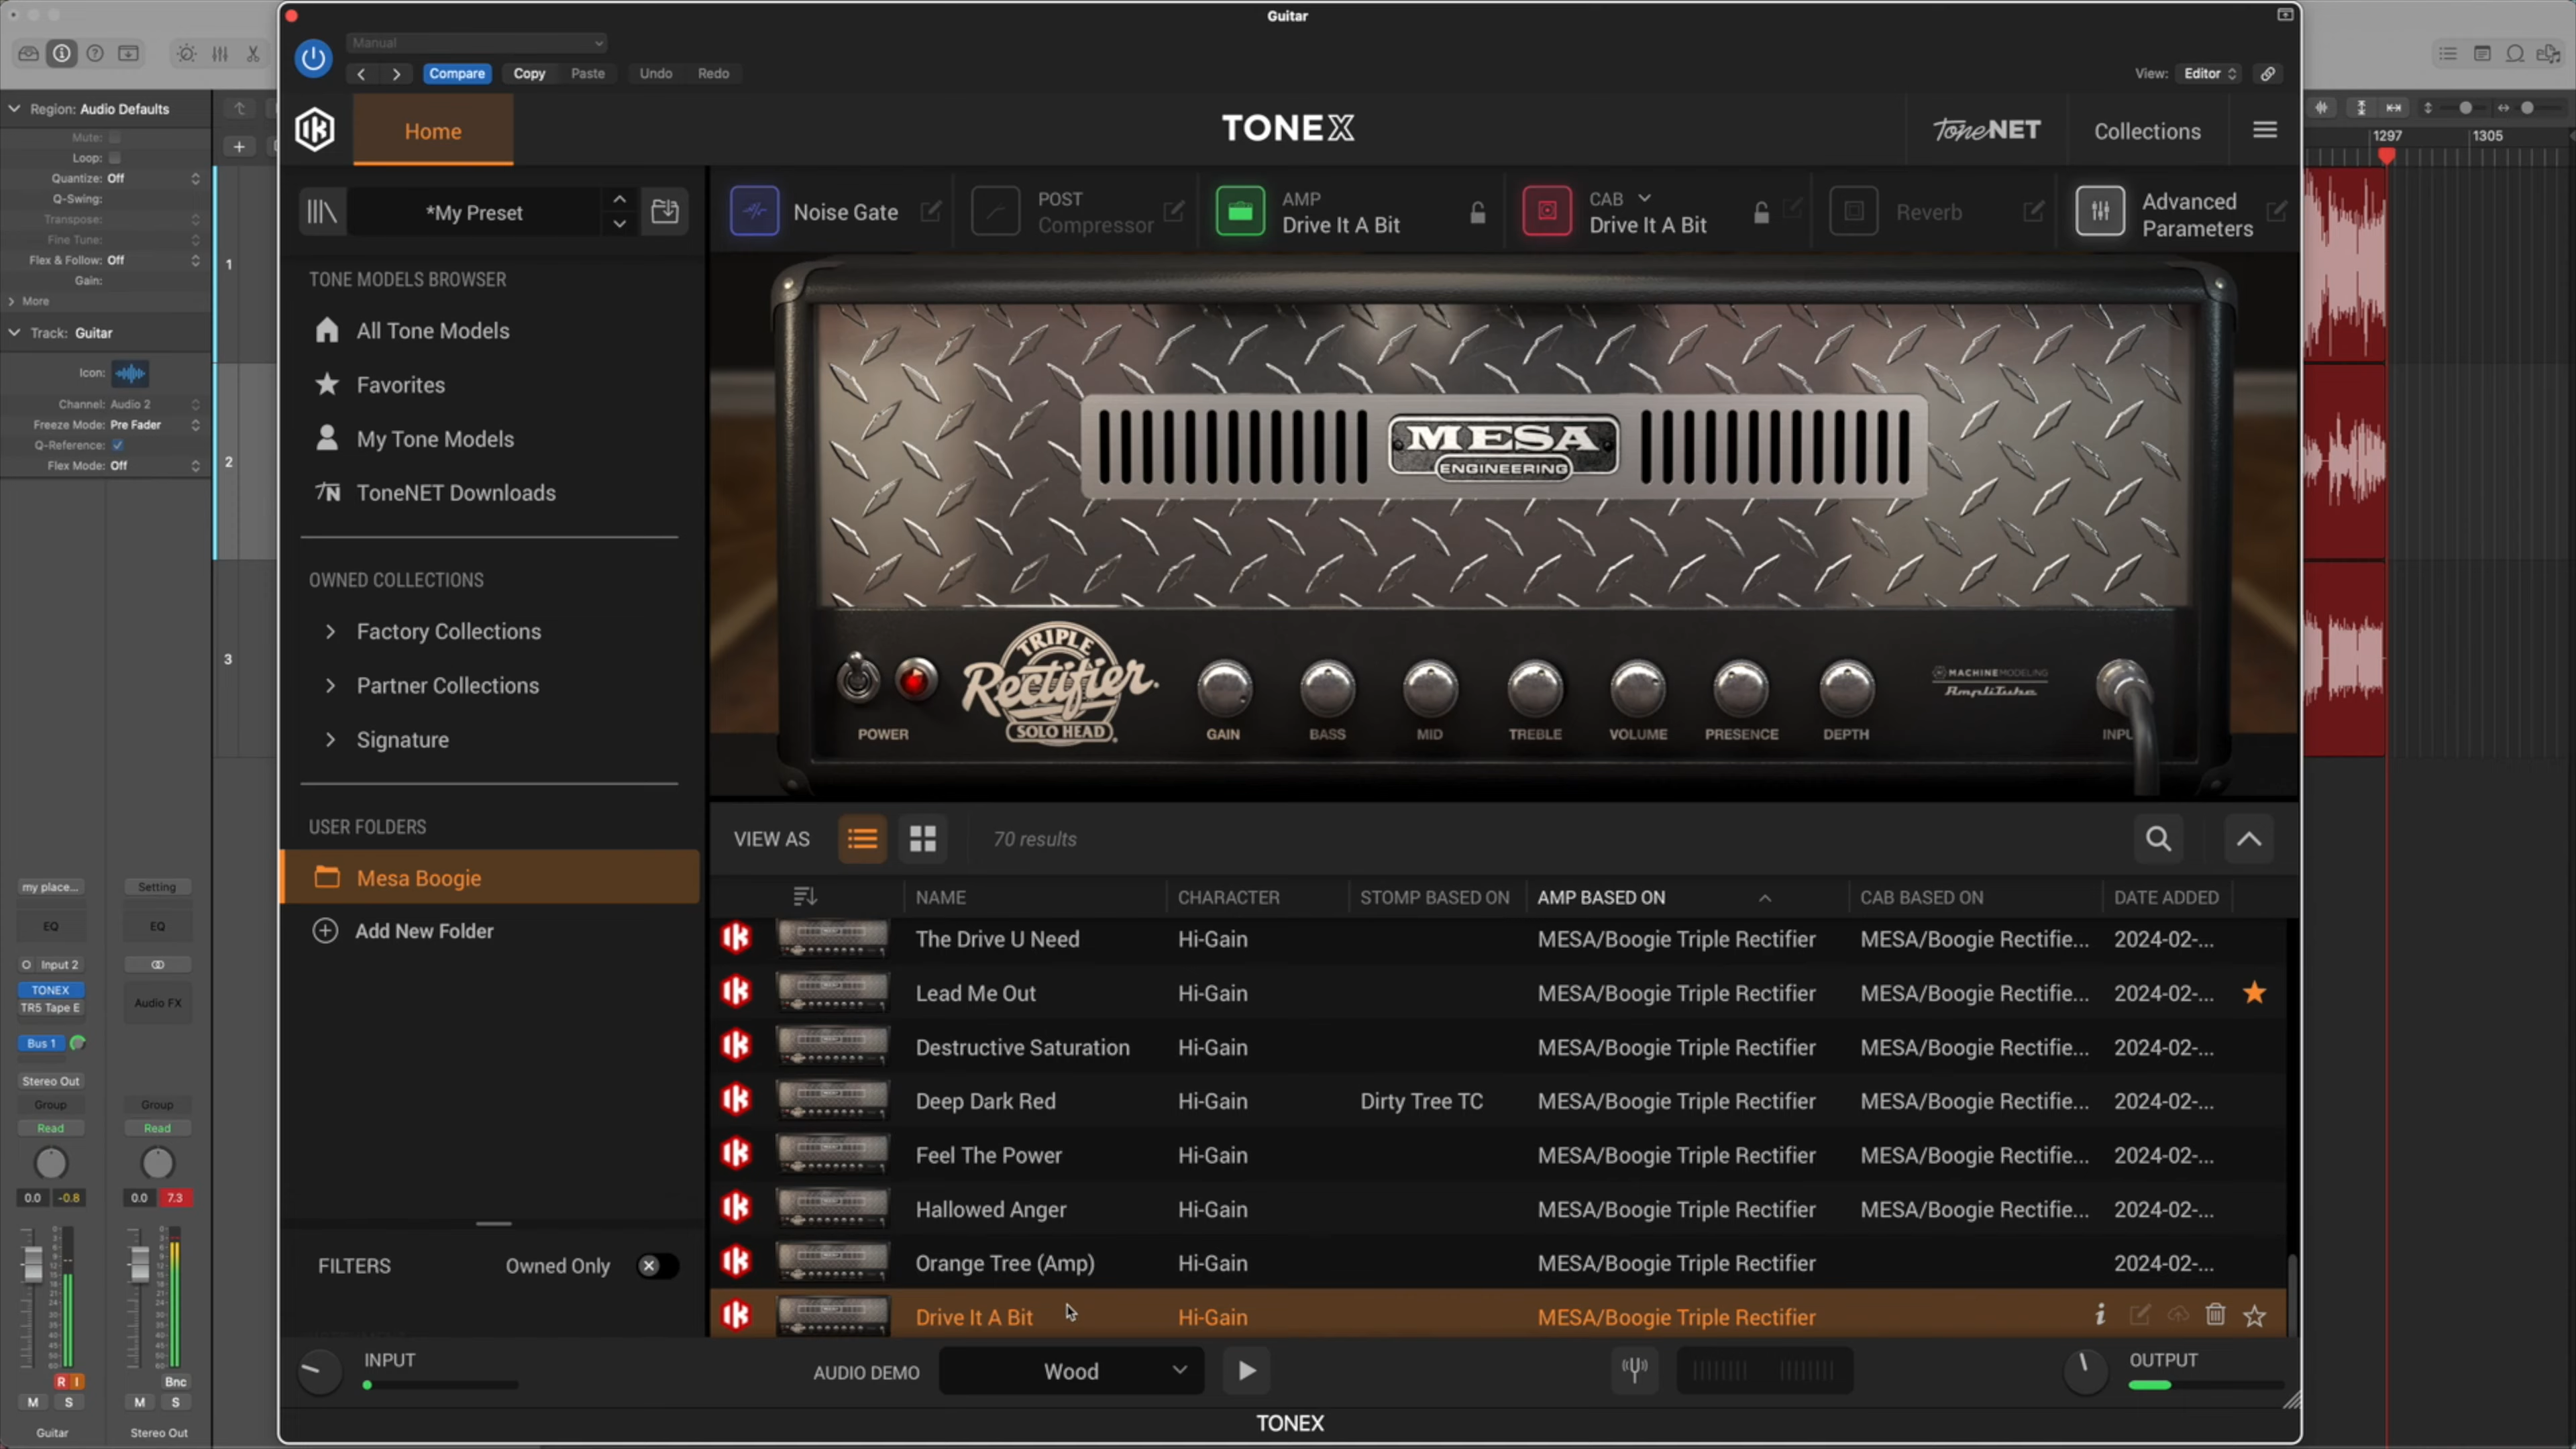 Guitar
Manual
Compare Copy Paste Undo Redo
View: Editor
Region: Audio Defaults
Mute:
Loop:
Quantize: Off
Q-Swing:
Transpose:
Fine Tune:
Flex & Follow: Off
Gain:
More
Track: Guitar
Icon:
Channel: Audio 2
Freeze Mode: Pre Fader
Q-Reference:
Flex Mode: Off
1
2
3
1297 1305
Home
TONEX
ToneNET
Collections
*My Preset
Noise Gate
POST
Compressor
AMP
Drive It A Bit
CAB
Drive It A Bit
Reverb
Advanced
Parameters
TONE MODELS BROWSER
All Tone Models
Favorites
My Tone Models
ToneNET Downloads
OWNED COLLECTIONS
Factory Collections
Partner Collections
Signature
USER FOLDERS
Mesa Boogie
Add New Folder
FILTERS
Owned Only
MESA
ENGINEERING
POWER
TRIPLE
Rectifier
SOLO HEAD
GAIN BASS MID TREBLE VOLUME PRESENCE DEPTH
MACHINEMODELING
AmpliTube
INPU
VIEW AS
70 results
NAME CHARACTER STOMP BASED ON AMP BASED ON CAB BASED ON DATE ADDED
The Drive U Need Hi-Gain MESA/Boogie Triple Rectifier MESA/Boogie Rectifie... 2024-02-...
Lead Me Out Hi-Gain MESA/Boogie Triple Rectifier MESA/Boogie Rectifie... 2024-02-...
Destructive Saturation Hi-Gain MESA/Boogie Triple Rectifier MESA/Boogie Rectifie... 2024-02-...
Deep Dark Red Hi-Gain Dirty Tree TC MESA/Boogie Triple Rectifier MESA/Boogie Rectifie... 2024-02-...
Feel The Power Hi-Gain MESA/Boogie Triple Rectifier MESA/Boogie Rectifie... 2024-02-...
Hallowed Anger Hi-Gain MESA/Boogie Triple Rectifier MESA/Boogie Rectifie... 2024-02-...
Orange Tree (Amp) Hi-Gain MESA/Boogie Triple Rectifier 2024-02-...
Drive It A Bit Hi-Gain MESA/Boogie Triple Rectifier
INPUT
AUDIO DEMO
Wood
OUTPUT
TONEX
my place... Setting
EQ EQ
Input 2
TONEX
TR5 Tape E
Audio FX
Bus 1
Stereo Out
Group Group
Read Read
0.0 -0.8 0.0 7.3
R I
Bnc
M S M S
Guitar Stereo Out